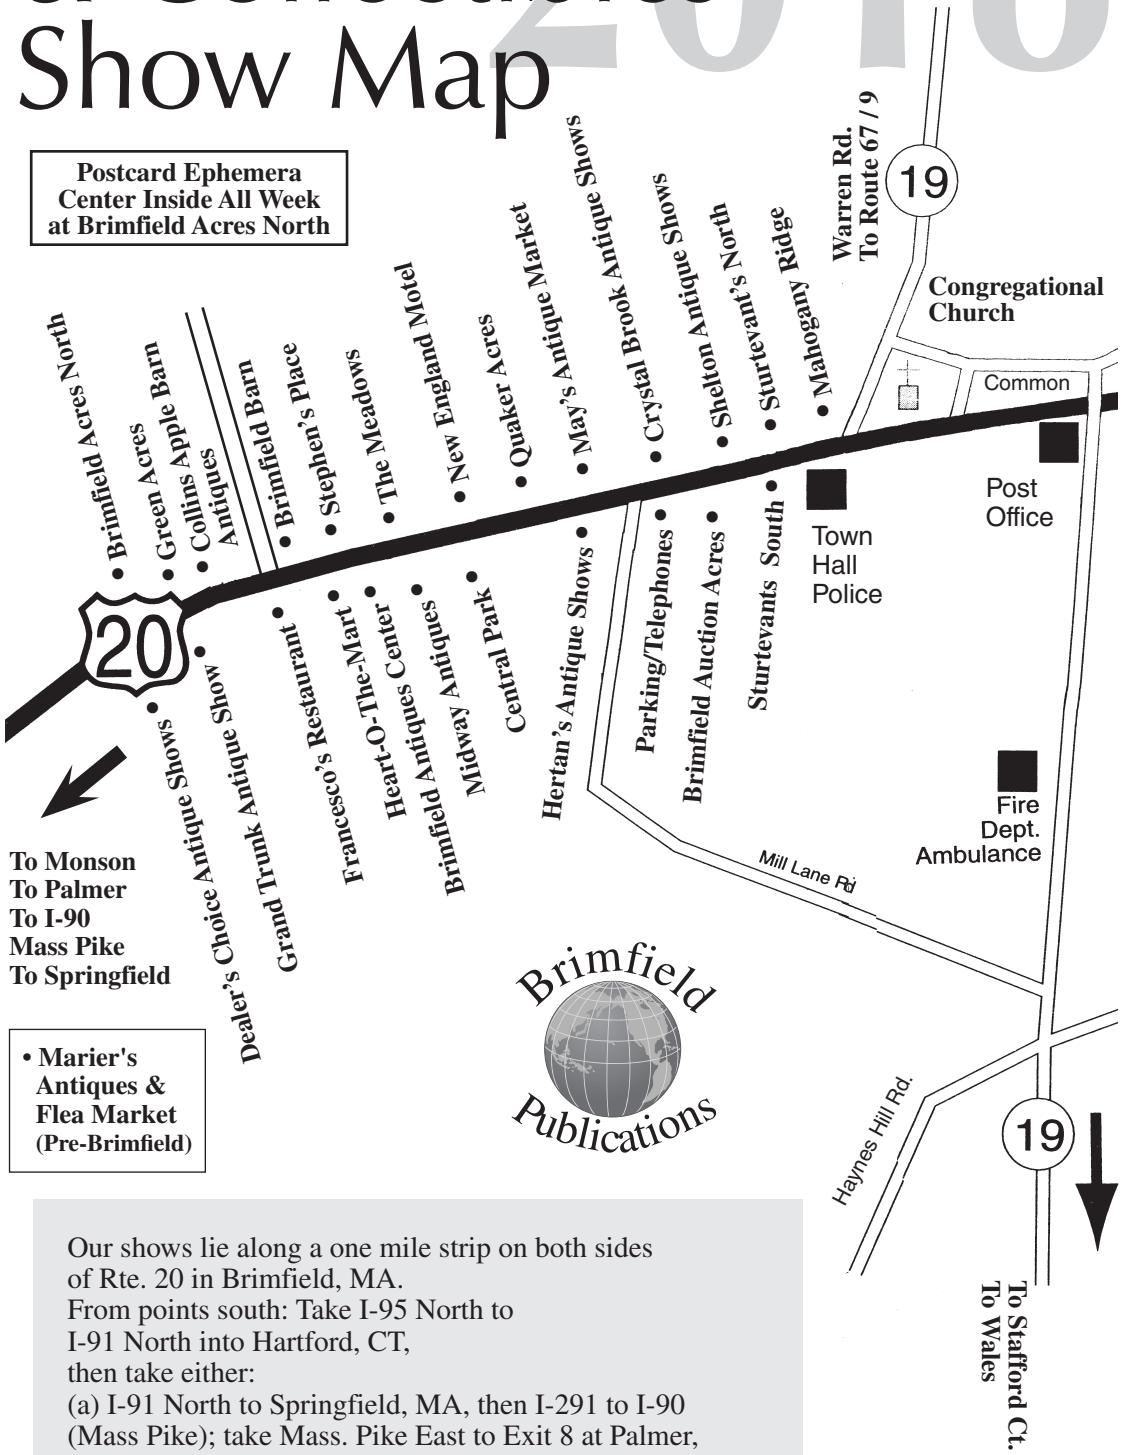 Show Map
Postcard Ephemera
Center Inside All Week
at Brimfield Acres North
Warren Rd.
To Route 67 / 9
19
Congregational
Church
Common
• Brimfield Acres North
• Green Acres
• Collins Apple Barn
Antiques
• Brimfield Barn
• Stephen's Place
• The Meadows
• New England Motel
• Quaker Acres
• Quaker Market
• May's Antique Shows
• Crystal Brook Antique Shows
• Shelton Antique Shows
• Sturtevant's North
• Mahogany Ridge
20
Post
Office
Town
Hall
Police
Dealer's Choice Antique Shows •
Dealer's Choice Antique Show •
Grand Trunk Antique Show •
Francesco's Restaurant •
Heart-O-The-Mart •
Brimfield Antiques Center •
Midway Antiques •
Central Park •
Hertan's Antique Shows •
Parking/Telephones •
Brimfield Auction Acres •
Sturtevants South •
Fire
Dept.
Ambulance
Mill Lane Rd
To Monson
To Palmer
To I-90
Mass Pike
To Springfield
Brimfield
Publications
• Marier's
Antiques &
Flea Market
(Pre-Brimfield)
Haynes Hill Rd.
19
To Stafford Ct.
To Wales
Our shows lie along a one mile strip on both sides
of Rte. 20 in Brimfield, MA.
From points south: Take I-95 North to
I-91 North into Hartford, CT,
then take either:
(a) I-91 North to Springfield, MA, then I-291 to I-90
(Mass Pike); take Mass. Pike East to Exit 8 at Palmer,